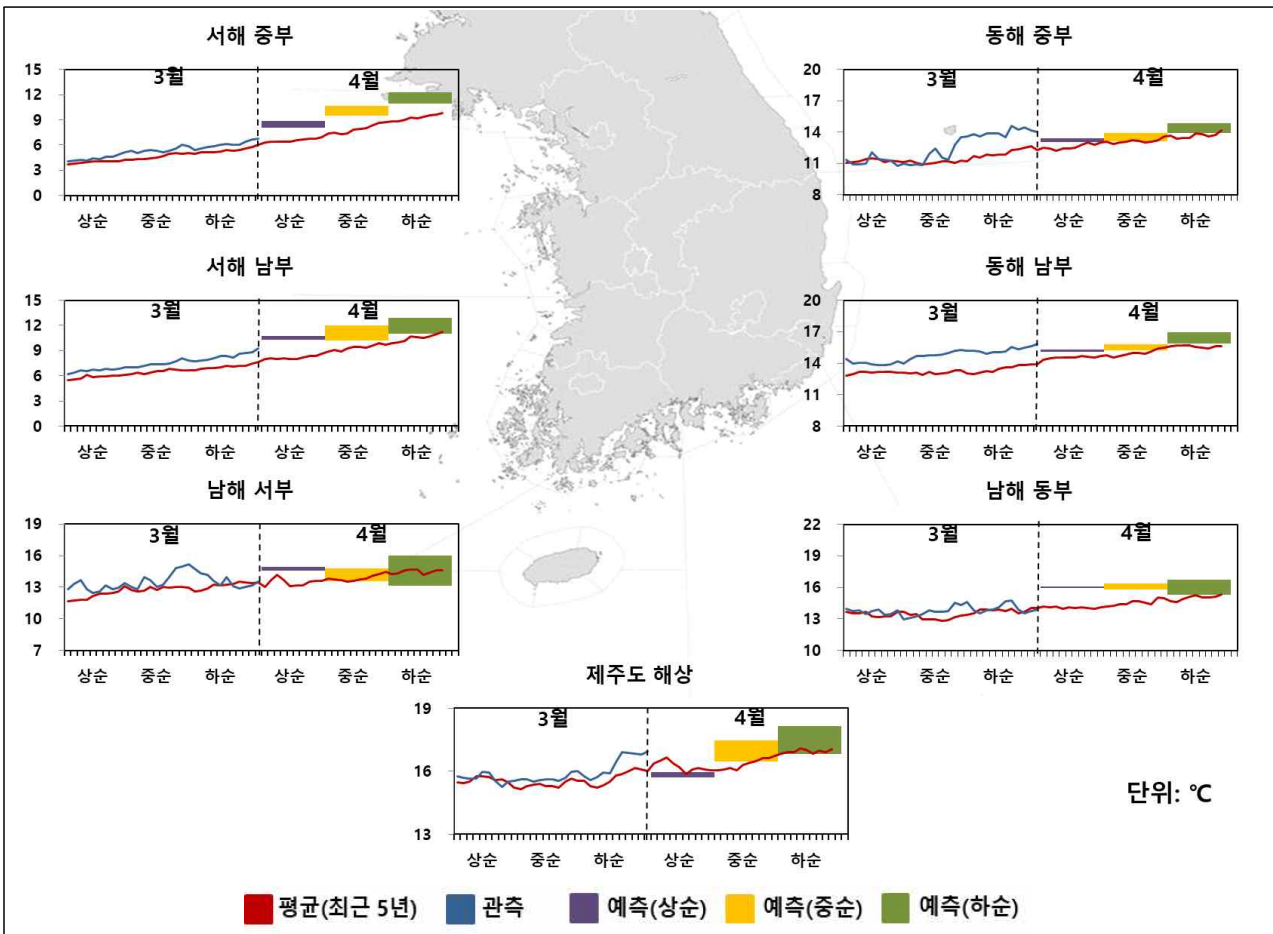 서해 중부
15
12
9
6
3
0
3월
4월
상순 중순 하순 상순 중순 하순
동해 중부
20
17
14
11
8
3월
4월
상순 중순 하순 상순 중순 하순
서해 남부
15
12
9
6
3
0
3월
4월
상순 중순 하순 상순 중순 하순
동해 남부
20
17
14
11
8
3월
4월
상순 중순 하순 상순 중순 하순
남해 서부
19
16
13
10
7
3월
4월
상순 중순 하순 상순 중순 하순
남해 동부
22
19
16
13
10
3월
4월
상순 중순 하순 상순 중순 하순
제주도 해상
19
16
13
3월
4월
상순 중순 하순 상순 중순 하순
단위: ℃
평균(최근 5년) 관측 예측(상순) 예측(중순) 예측(하순)